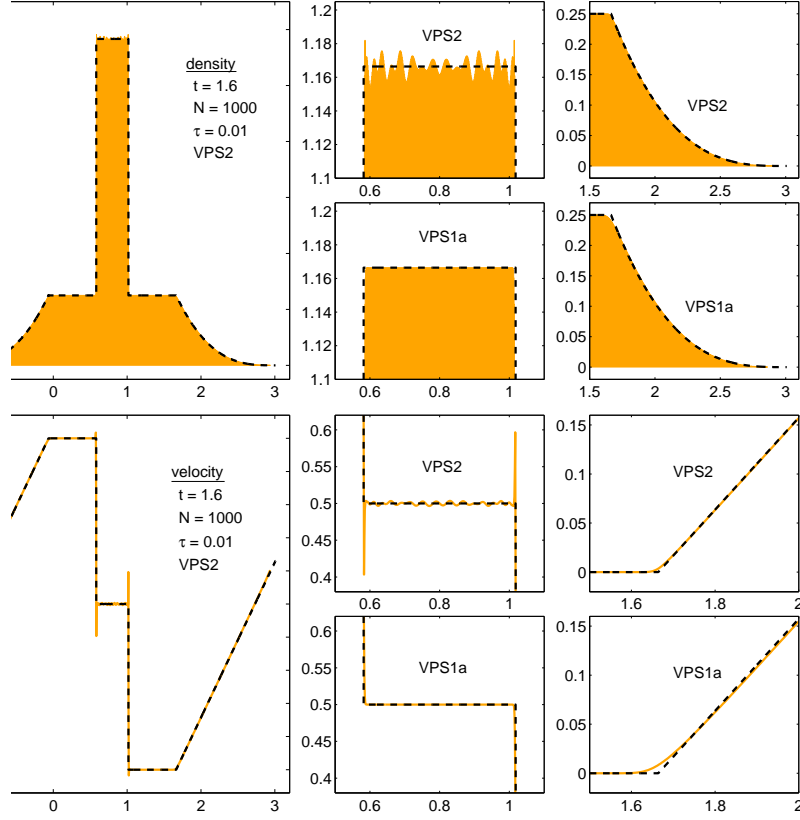 density
t = 1.6
N = 1000
τ = 0.01
VPS2
0 1 2 3
1.2
1.18
1.16
1.14
1.12
1.1
VPS2
0.6 0.8 1
0.25
0.2
0.15
0.1
0.05
0
VPS2
1.5 2 2.5 3
1.2
1.18
1.16
1.14
1.12
1.1
VPS1a
0.6 0.8 1
0.25
0.2
0.15
0.1
0.05
0
VPS1a
1.5 2 2.5 3
velocity
t = 1.6
N = 1000
τ = 0.01
VPS2
0 1 2 3
0.6
0.55
0.5
0.45
0.4
VPS2
0.6 0.8 1
0.15
0.1
0.05
0
VPS2
1.6 1.8 2
0.6
0.55
0.5
0.45
0.4
VPS1a
0.6 0.8 1
0.15
0.1
0.05
0
VPS1a
1.6 1.8 2